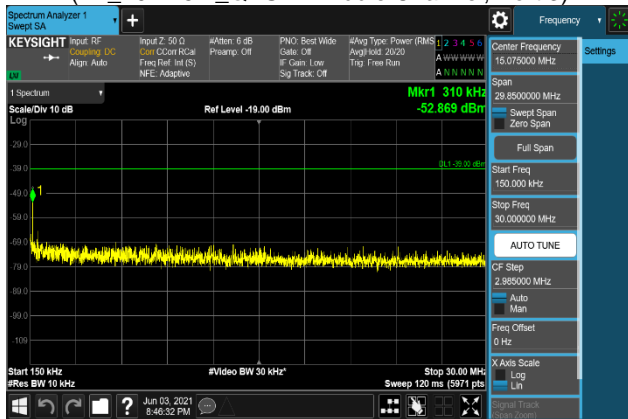 Spectrum Analyzer 1
Swept SA
Frequency
KEYSIGHT
Input: RF
Coupling: DC
Align: Auto
Input Z: 50 Ω
Corr CCorr RCal
Freq Ref: Int (S)
NFE: Adaptive
#Atten: 6 dB
Preamp: Off
PNO: Best Wide
Gate: Off
IF Gain: Low
Sig Track: Off
#Avg Type: Power (RMS
Avg|Hold: 20/20
Trig: Free Run
1 2 3 4 5 6
A W W W W W
A N N N N N
LXI
1 Spectrum
Scale/Div 10 dB
Log
Ref Level -19.00 dBm
Mkr1 310 kHz
-52.869 dBm
DL1 -39.00 dBm
1
-29.0
-39.0
-49.0
-59.0
-69.0
-79.0
-89.0
-99.0
-109
Start 150 kHz
#Res BW 10 kHz
#Video BW 30 kHz*
Stop 30.00 MHz
Sweep 120 ms (5971 pts
?
Jun 03, 2021
8:46:32 PM
Center Frequency
15.075000 MHz
Settings
Span
29.8500000 MHz
Swept Span
Zero Span
Full Span
Start Freq
150.000 kHz
Stop Freq
30.000000 MHz
AUTO TUNE
CF Step
2.985000 MHz
Auto
Man
Freq Offset
0 Hz
X Axis Scale
Log
Lin
Signal Track
(Span Zoom)